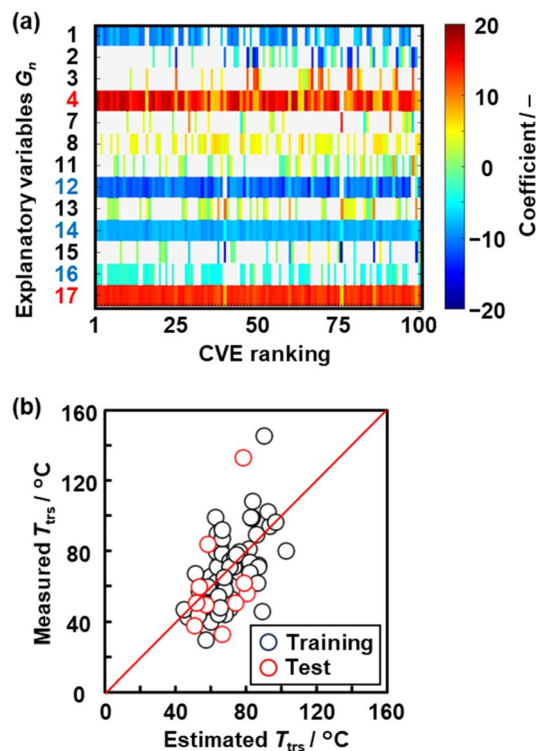 (a)
Explanatory variables Gn
1
2
3
4
7
8
11
12
13
14
15
16
17
1 25 50 75 100
CVE ranking
20
10
0
−10
−20
Coefficient / −
(b)
Measured Ttrs / °C
160
120
80
40
0
0 40 80 120 160
Estimated Ttrs / °C
Training
Test